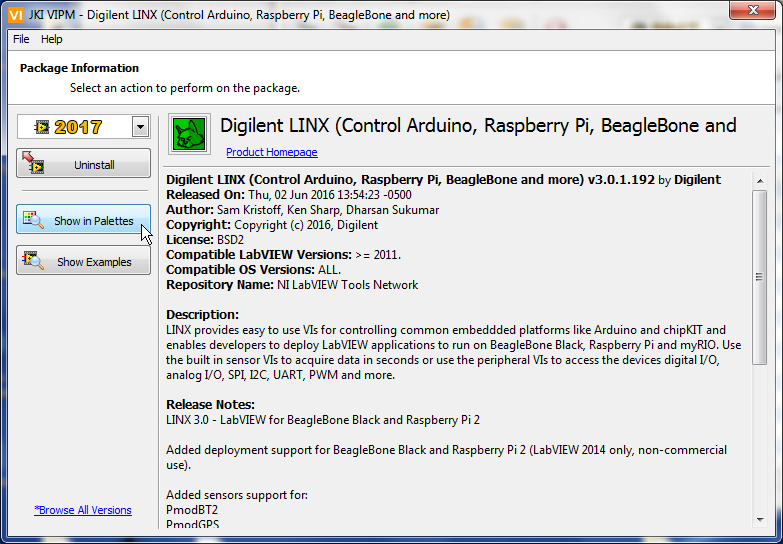 JKI VIPM - Digilent LINX (Control Arduino, Raspberry Pi, BeagleBone and more)
File Help
Package Information
Select an action to perform on the package.
2017
Uninstall
Show in Palettes
Show Examples
*Browse All Versions
Digilent LINX (Control Arduino, Raspberry Pi, BeagleBone and
Product Homepage
Digilent LINX (Control Arduino, Raspberry Pi, BeagleBone and more) v3.0.1.192 by Digilent
Released On: Thu, 02 Jun 2016 13:54:23 -0500
Author: Sam Kristoff, Ken Sharp, Dharsan Sukumar
Copyright: Copyright (c) 2016, Digilent
License: BSD2
Compatible LabVIEW Versions: >= 2011.
Compatible OS Versions: ALL.
Repository Name: NI LabVIEW Tools Network
Description:
LINX provides easy to use VIs for controlling common embeddded platforms like Arduino and chipKIT and
enables developers to deploy LabVIEW applications to run on BeagleBone Black, Raspberry Pi and myRIO. Use
the built in sensor VIs to acquire data in seconds or use the peripheral VIs to access the devices digital I/O,
analog I/O, SPI, I2C, UART, PWM and more.
Release Notes:
LINX 3.0 - LabVIEW for BeagleBone Black and Raspberry Pi 2
Added deployment support for BeagleBone Black and Raspberry Pi 2 (LabVIEW 2014 only, non-commercial
use).
Added sensors support for:
PmodBT2
PmodGPS